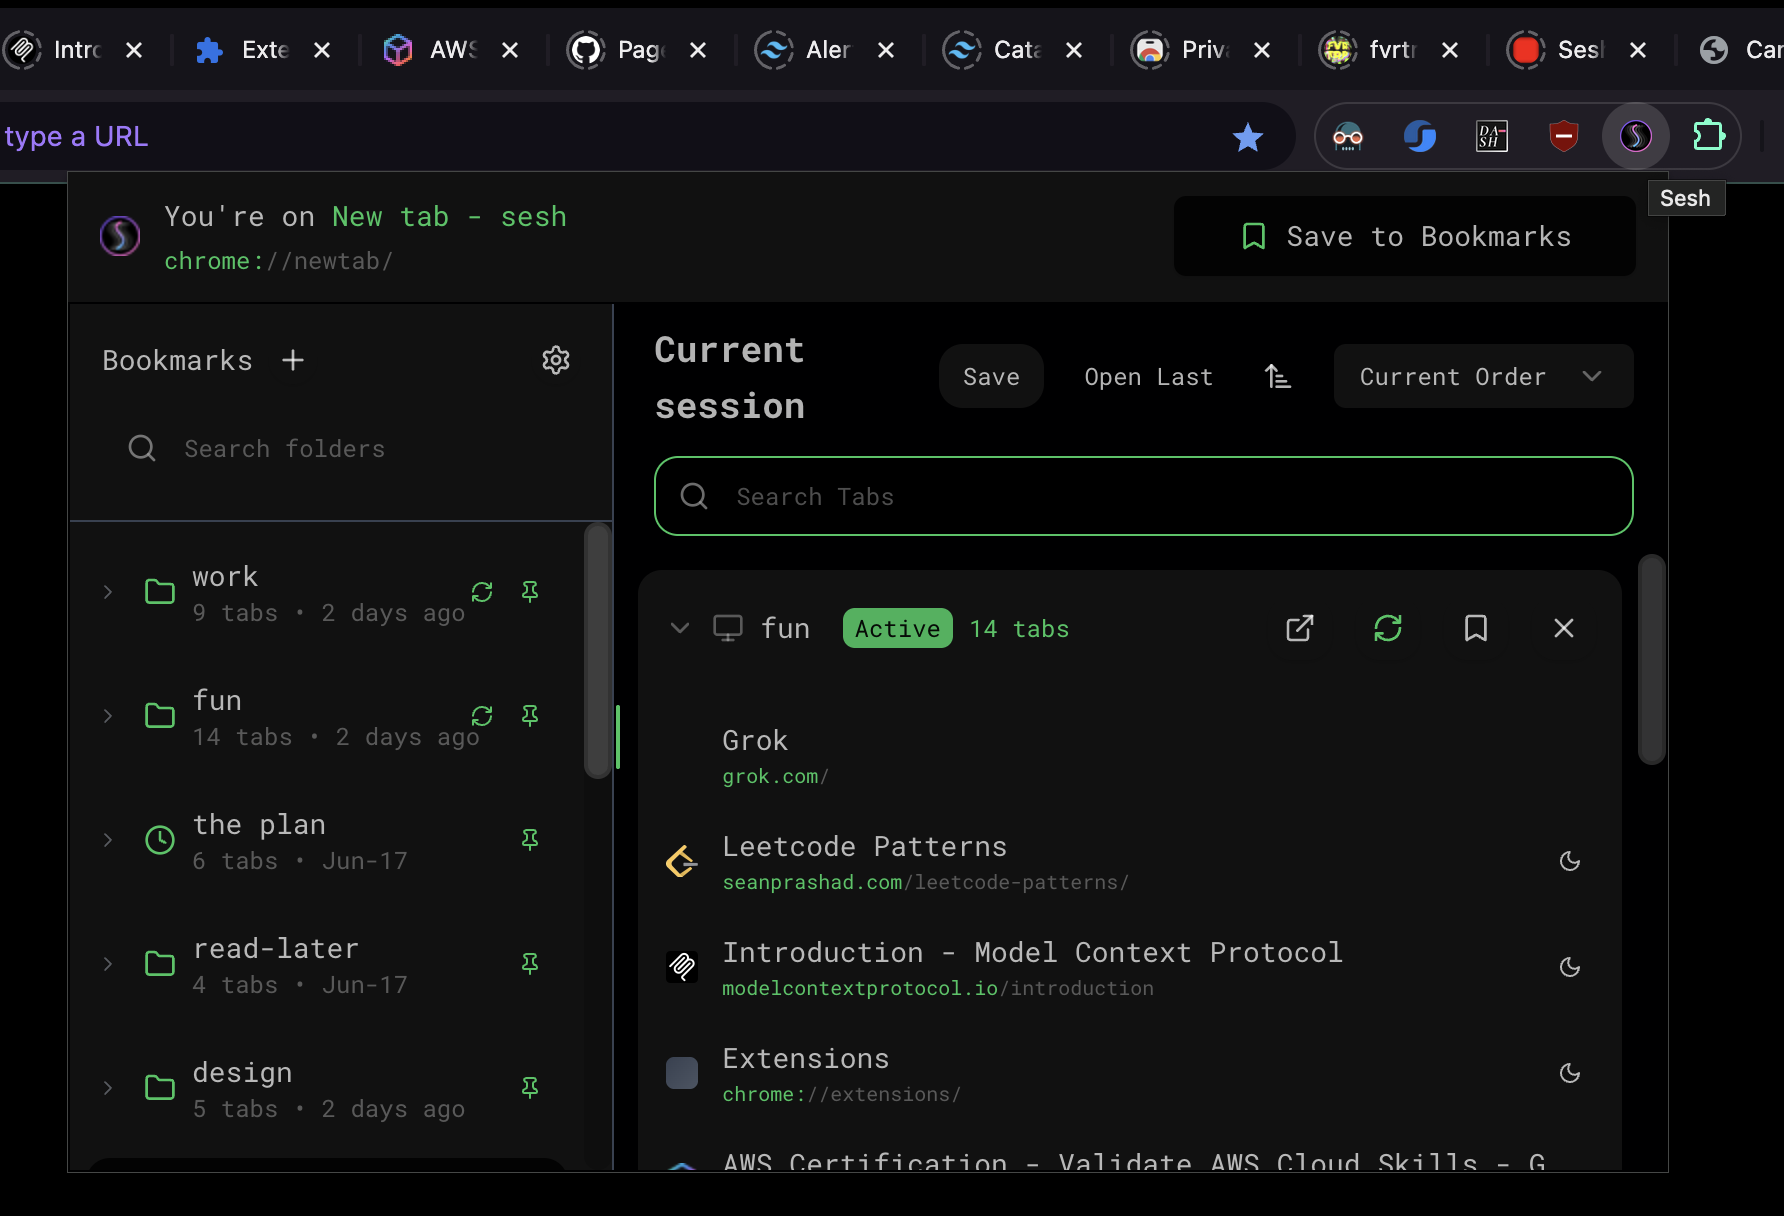 Intro
Exte
AWS
Page
Aler
Cata
Priva
fvrtr
Sesh
Car
type a URL
DA-
SH
Sesh
You're on New tab - sesh
chrome://newtab/
Save to Bookmarks
Bookmarks +
Search folders
work
9 tabs • 2 days ago
fun
14 tabs • 2 days ago
the plan
6 tabs • Jun-17
read-later
4 tabs • Jun-17
design
5 tabs • 2 days ago
Current
session
Save
Open Last
Current Order
Search Tabs
fun Active 14 tabs
Grok
grok.com/
Leetcode Patterns
seanprashad.com/leetcode-patterns/
Introduction - Model Context Protocol
modelcontextprotocol.io/introduction
Extensions
chrome://extensions/
AWS Certification - Validate AWS Cloud Skills - G